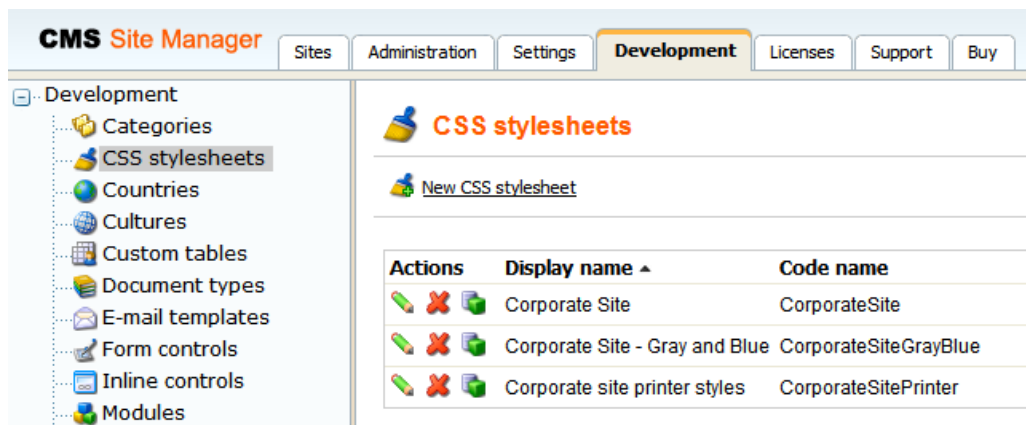 CMS Site Manager
Sites Administration Settings Development Licenses Support Buy
Development
Categories
CSS stylesheets
Countries
Cultures
Custom tables
Document types
E-mail templates
Form controls
Inline controls
Modules
CSS stylesheets
New CSS stylesheet
Actions Display name Code name
Corporate Site CorporateSite
Corporate Site - Gray and Blue CorporateSiteGrayBlue
Corporate site printer styles CorporateSitePrinter